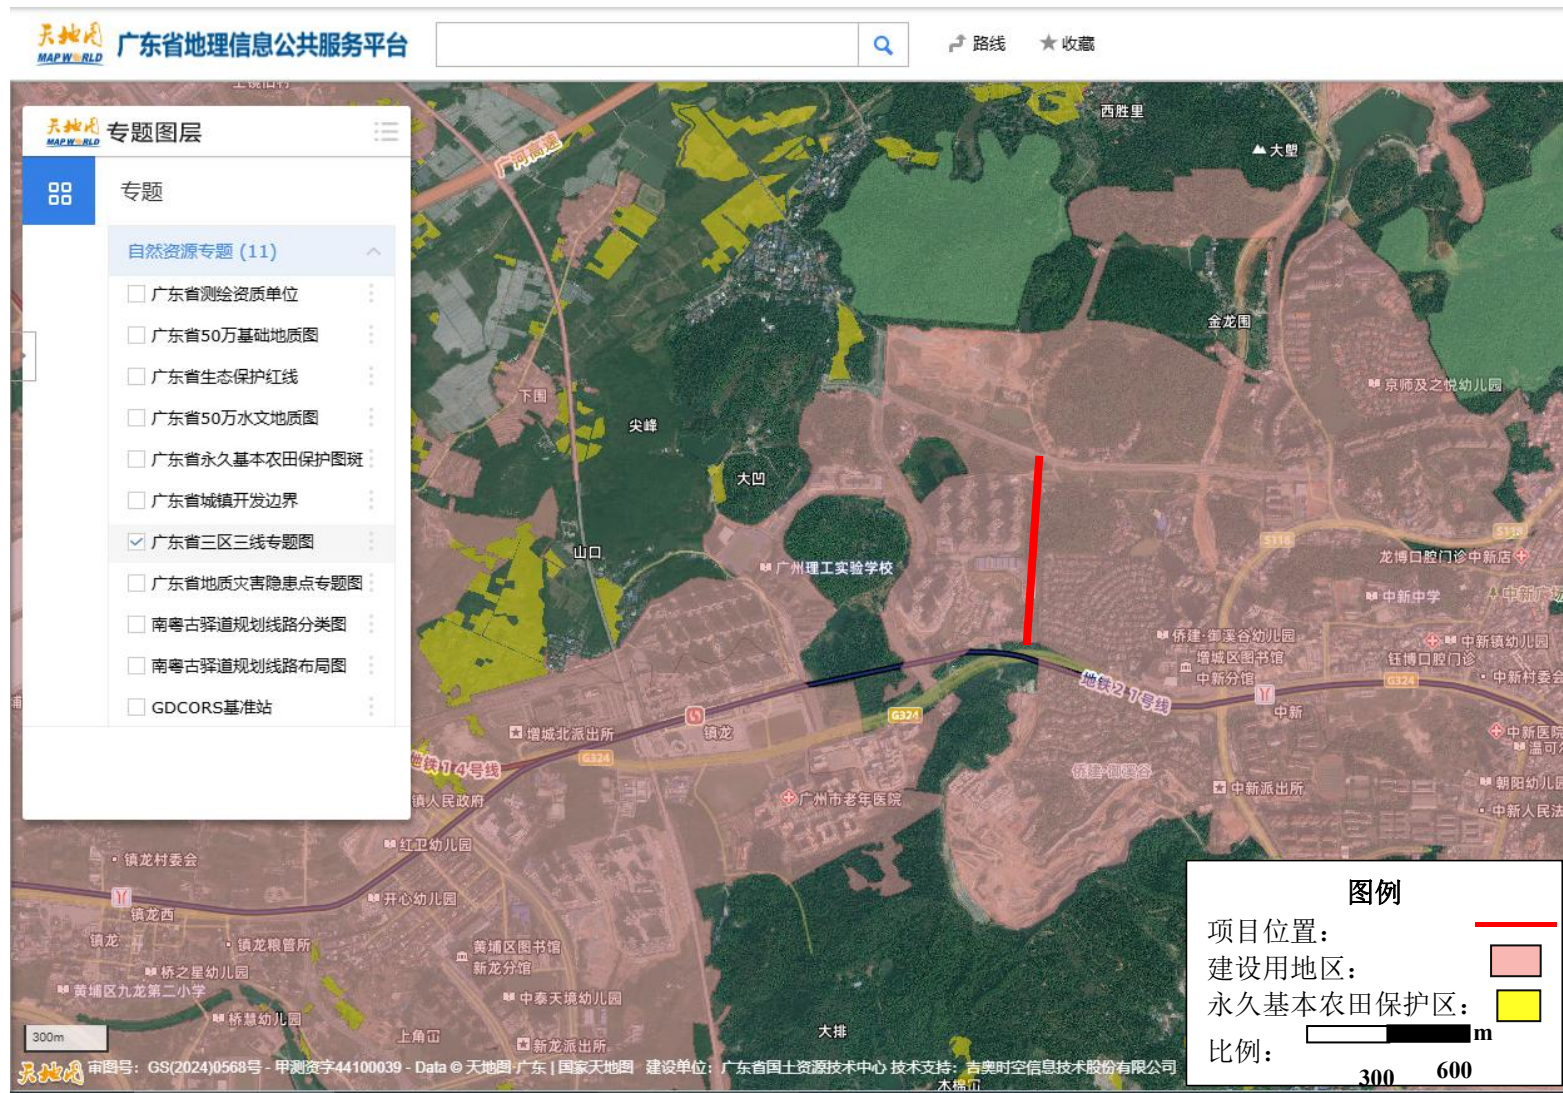 天地图
MAP WORLD
广东省地理信息公共服务平台
路线
收藏
天地图
MAP WORLD
专题图层
专题
自然资源专题 (11)
广东省测绘资质单位
广东省50万基础地质图
广东省生态保护红线
广东省50万水文地质图
广东省永久基本农田保护图斑
广东省城镇开发边界
广东省三区三线专题图
广东省地质灾害隐患点专题图
南粤古驿道规划线路分类图
南粤古驿道规划线路布局图
GDCORS基准站
广河高速
西胜里
大塱
金龙围
京师及之悦幼儿园
下围
尖峰
大凹
山口
广州理工实验学校
S118
S118
龙博口腔门诊中新店
中新中学
中新广场
侨建·御溪谷幼儿园
增城区图书馆
中新分馆
中新镇幼儿园
钰博口腔门诊
G324
中新村委会
地铁21号线
中新
中新医院
G324
镇龙
增城北派出所
G324
地铁14号线
侨建·御溪谷
中新派出所
朝阳幼儿园
中新人民法
镇人民政府
广州市老年医院
红卫幼儿园
镇龙村委会
开心幼儿园
镇龙西
镇龙
镇龙粮管所
黄埔区图书馆
新龙分馆
桥之星幼儿园
黄埔区九龙第二小学
中泰天境幼儿园
桥慧幼儿园
上角㘵
新龙派出所
大排
木棉㘵
300m
天地图
审图号：GS(2024)0568号 - 甲测资字44100039 - Data © 天地图·广东 | 国家天地图 建设单位：广东省国土资源技术中心 技术支持：吉奥时空信息技术股份有限公司
图例
项目位置：
建设用地区：
永久基本农田保护区：
比例：
m
300
600